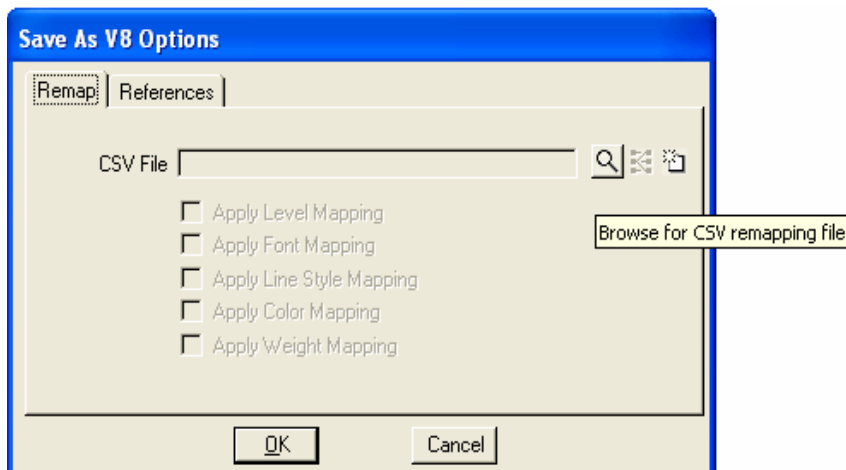 Save As V8 Options
Remap References
CSV File
Apply Level Mapping
Browse for CSV remapping file
Apply Font Mapping
Apply Line Style Mapping
Apply Color Mapping
Apply Weight Mapping
OK Cancel